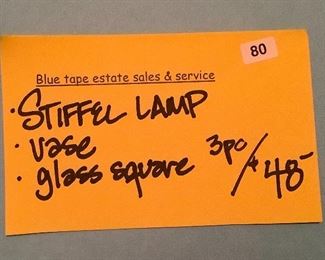 80
Blue tape estate sales & service
• STIFFEL LAMP
• vase
• glass square 3pc/$48-